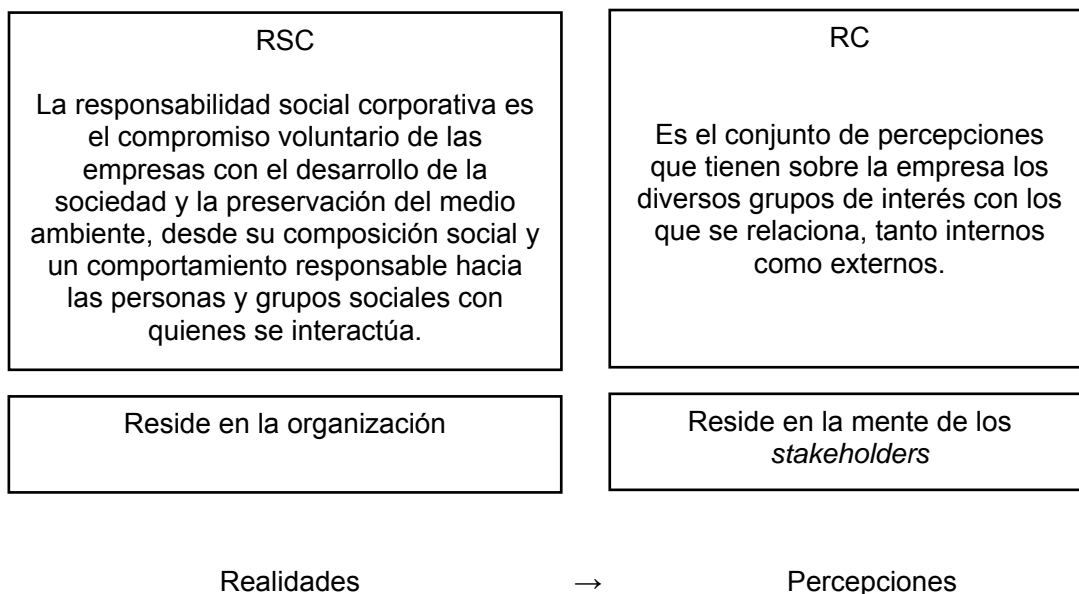 RSC
La responsabilidad social corporativa es
el compromiso voluntario de las
empresas con el desarrollo de la
sociedad y la preservación del medio
ambiente, desde su composición social y
un comportamiento responsable hacia
las personas y grupos sociales con
quienes se interactúa.
RC
Es el conjunto de percepciones
que tienen sobre la empresa los
diversos grupos de interés con los
que se relaciona, tanto internos
como externos.
Reside en la organización
Reside en la mente de los
stakeholders
Realidades → Percepciones